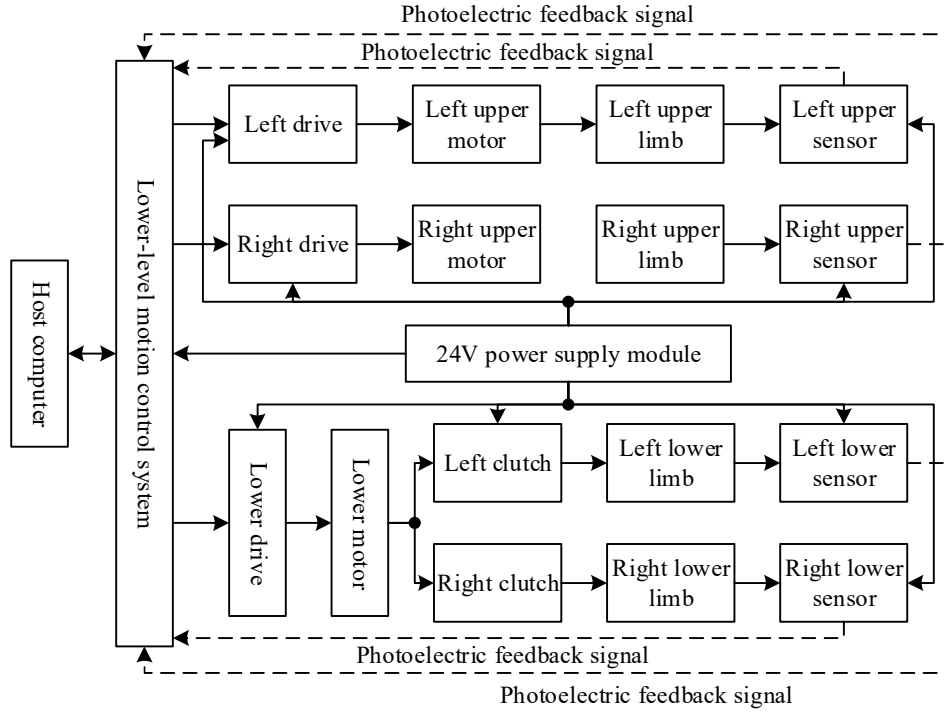 Photoelectric feedback signal
Photoelectric feedback signal
Left drive
Left upper
motor
Left upper
limb
Left upper
sensor
Right drive
Right upper
motor
Right upper
limb
Right upper
sensor
Host computer
Lower-level motion control
system
24V power supply module
Lower drive
Lower motor
Left clutch
Left lower
limb
Left lower
sensor
Right clutch
Right lower
limb
Right lower
sensor
Photoelectric feedback signal
Photoelectric feedback signal